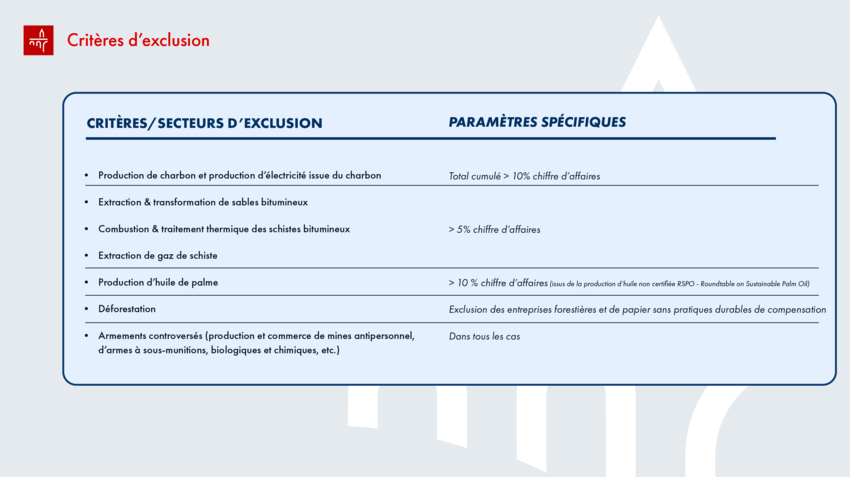 Critères d'exclusion
CRITÈRES/SECTEURS D'EXCLUSION
PARAMÈTRES SPÉCIFIQUES
• Production de charbon et production d'électricité issue du charbon
Total cumulé > 10% chiffre d'affaires
• Extraction & transformation de sables bitumineux
• Combustion & traitement thermique des schistes bitumineux
> 5% chiffre d'affaires
• Extraction de gaz de schiste
• Production d'huile de palme
> 10 % chiffre d'affaires (issus de la production d'huile non certifiée RSPO - Roundtable on Sustainable Palm Oil)
• Déforestation
Exclusion des entreprises forestières et de papier sans pratiques durables de compensation
• Armements controversés (production et commerce de mines antipersonnel,
d'armes à sous-munitions, biologiques et chimiques, etc.)
Dans tous les cas